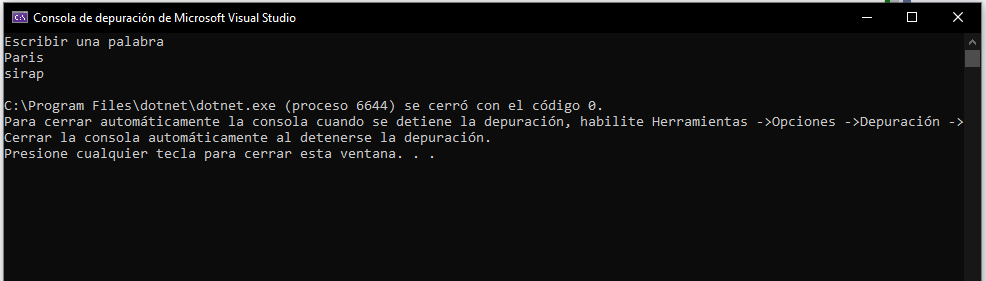 Consola de depuración de Microsoft Visual Studio
Escribir una palabra
Paris
sirap
C:\Program Files\dotnet\dotnet.exe (proceso 6644) se cerró con el código 0.
Para cerrar automáticamente la consola cuando se detiene la depuración, habilite Herramientas ->Opciones ->Depuración ->
Cerrar la consola automáticamente al detenerse la depuración.
Presione cualquier tecla para cerrar esta ventana. . .